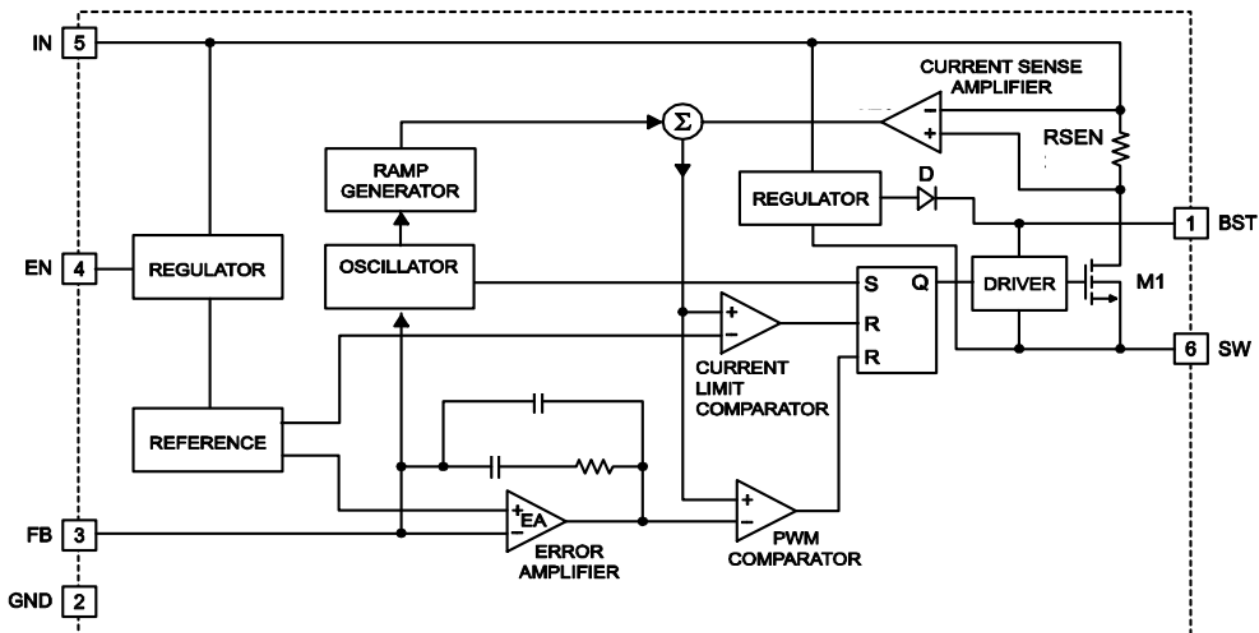 IN 5
CURRENT SENSE
AMPLIFIER
Σ
−
+
RSEN
RAMP
GENERATOR
D
REGULATOR
1 BST
EN 4
REGULATOR
OSCILLATOR
S Q
DRIVER
M1
+
−
R
CURRENT
LIMIT
COMPARATOR
R
6 SW
REFERENCE
FB 3
+
EA
−
ERROR
AMPLIFIER
+
−
PWM
COMPARATOR
GND 2